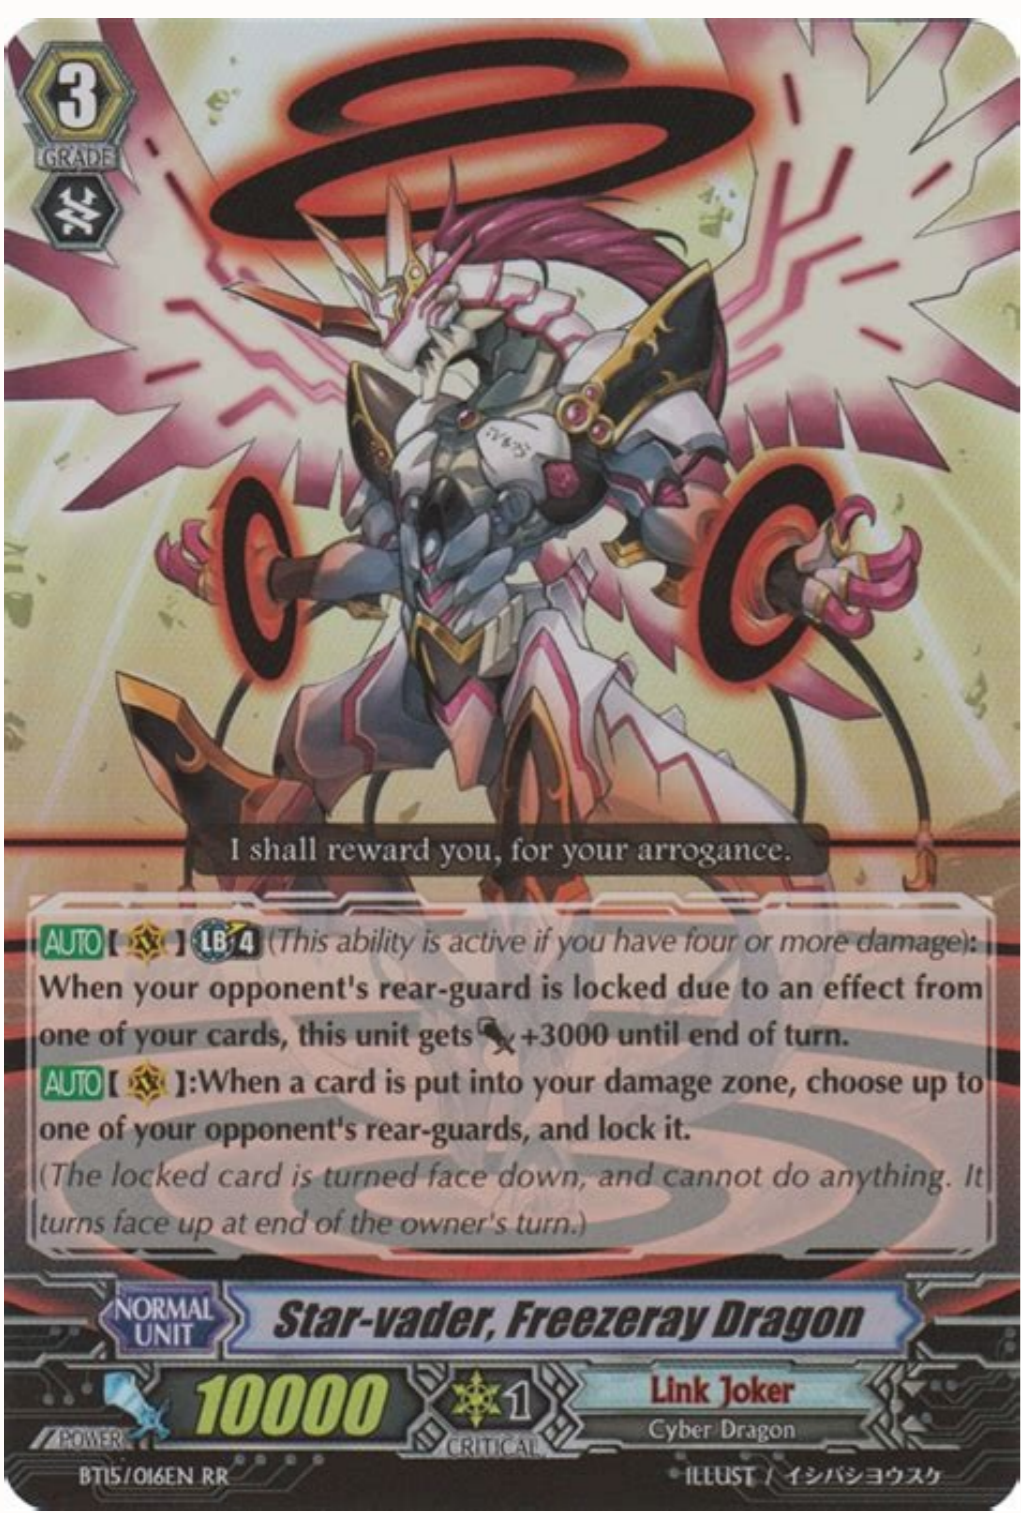 3
GRADE
I shall reward you, for your arrogance.
AUTO【 V 】 LB 4 (This ability is active if you have four or more damage):
When your opponent's rear-guard is locked due to an effect from
one of your cards, this unit gets +3000 until end of turn.
AUTO【 V 】:When a card is put into your damage zone, choose up to
one of your opponent's rear-guards, and lock it.
(The locked card is turned face down, and cannot do anything. It
turns face up at end of the owner's turn.)
NORMAL
UNIT
Star-vader, Freezeray Dragon
POWER 10000
1
CRITICAL
Link Joker
Cyber Dragon
BT15/016EN RR
ILLUST / イシバシヨウスケ